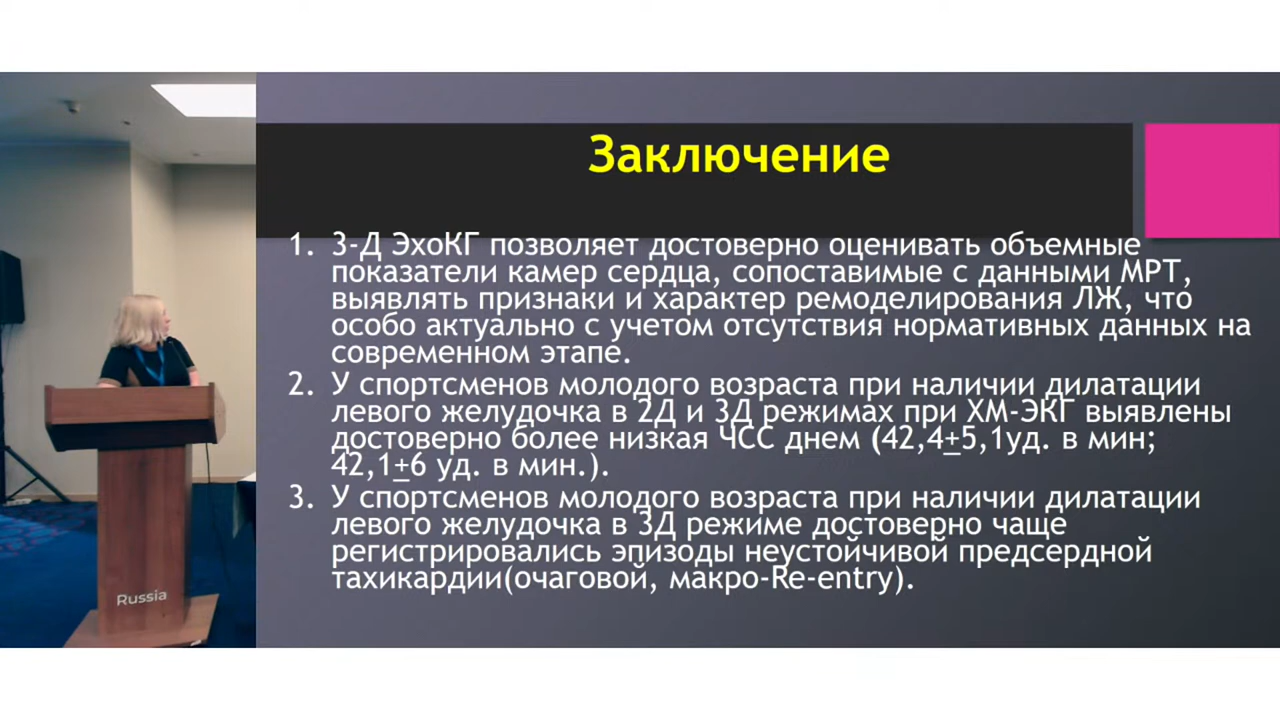 Заключение
1. 3-Д ЭхоКГ позволяет достоверно оценивать объемные
показатели камер сердца, сопоставимые с данными МРТ,
выявлять признаки и характер ремоделирования ЛЖ, что
особо актуально с учетом отсутствия нормативных данных на
современном этапе.
2. У спортсменов молодого возраста при наличии дилатации
левого желудочка в 2Д и 3Д режимах при ХМ-ЭКГ выявлены
достоверно более низкая ЧСС днем (42,4+5,1уд. в мин;
42,1+6 уд. в мин.).
3. У спортсменов молодого возраста при наличии дилатации
левого желудочка в 3Д режиме достоверно чаще
регистрировались эпизоды неустойчивой предсердной
тахикардии(очаговой, макро-Re-entry).
Russia